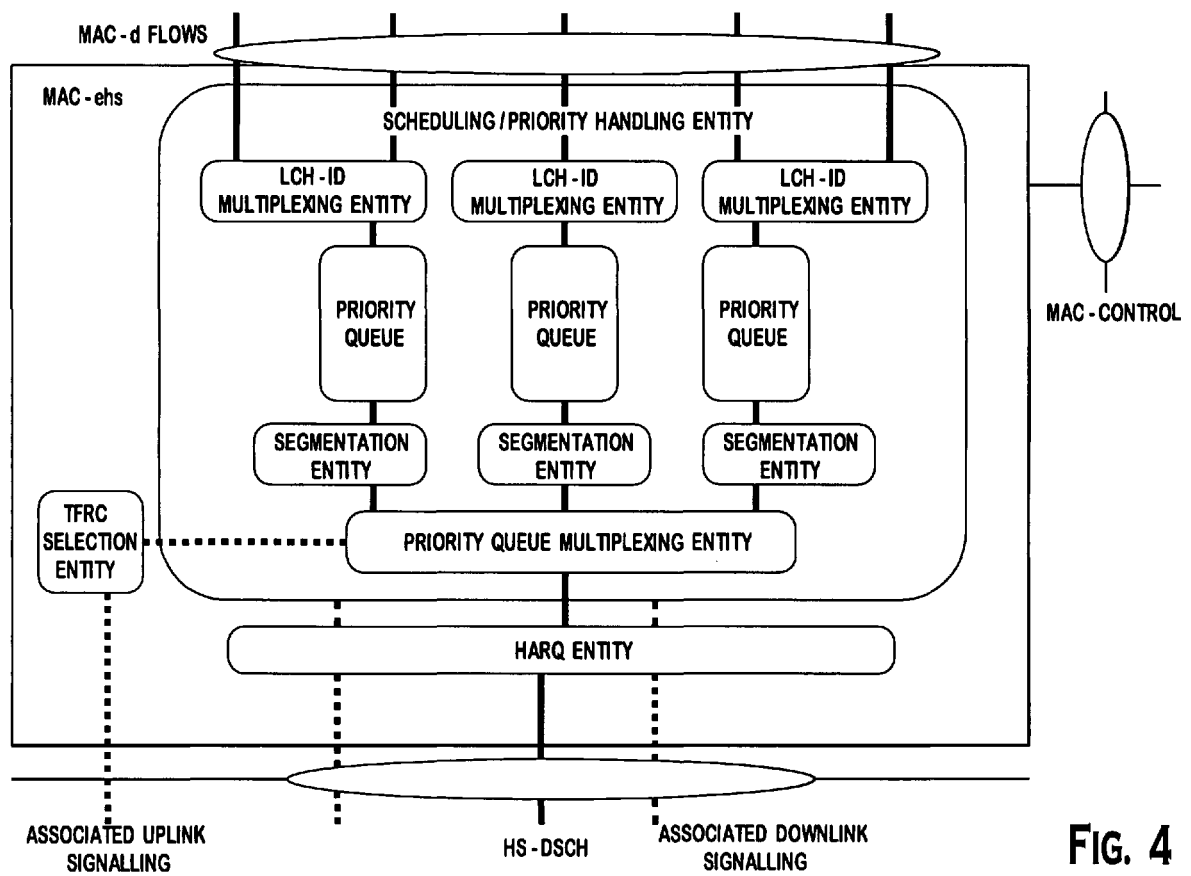 MAC-d FLOWS
MAC-ehs
SCHEDULING/PRIORITY HANDLING ENTITY
LCH-ID
MULTIPLEXING ENTITY
LCH-ID
MULTIPLEXING ENTITY
LCH-ID
MULTIPLEXING ENTITY
PRIORITY
QUEUE
PRIORITY
QUEUE
PRIORITY
QUEUE
MAC-CONTROL
SEGMENTATION
ENTITY
SEGMENTATION
ENTITY
SEGMENTATION
ENTITY
TFRC
SELECTION
ENTITY
PRIORITY QUEUE MULTIPLEXING ENTITY
HARQ ENTITY
ASSOCIATED UPLINK
SIGNALLING
HS-DSCH
ASSOCIATED DOWNLINK
SIGNALLING
FIG. 4